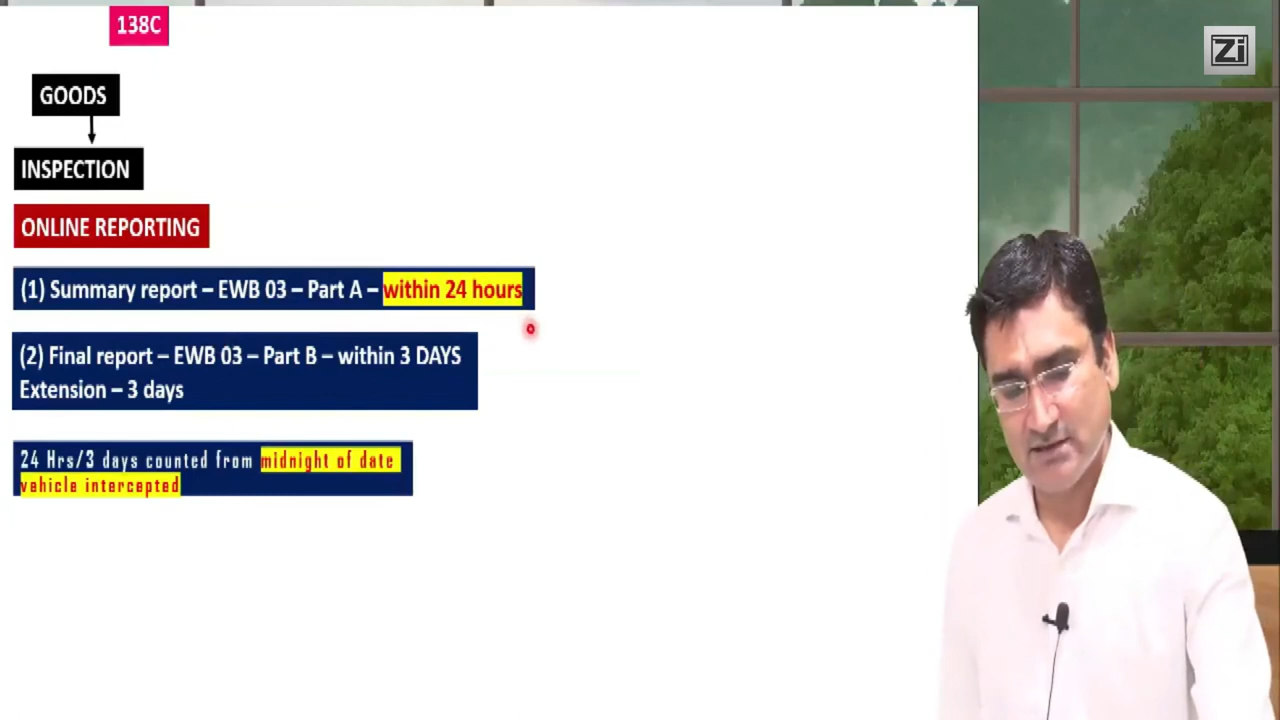 138C
Zi
GOODS
INSPECTION
ONLINE REPORTING
(1) Summary report – EWB 03 – Part A – within 24 hours
(2) Final report – EWB 03 – Part B – within 3 DAYS
Extension – 3 days
24 Hrs/3 days counted from midnight of date
vehicle intercepted